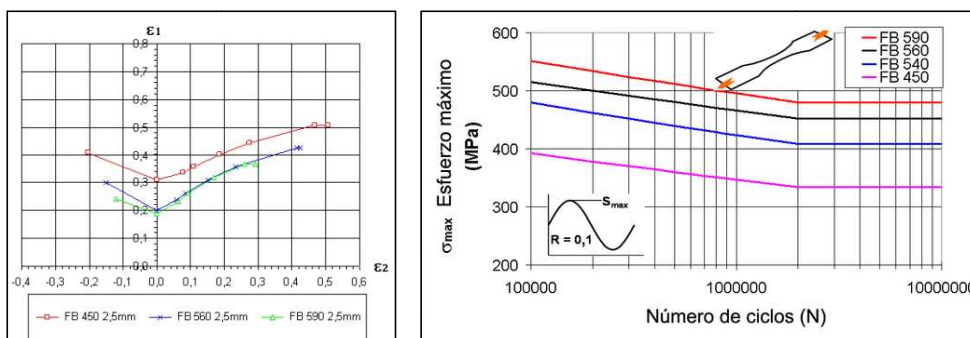 ε1
0,8
0,7
0,6
0,5
0,4
0,3
0,2
0,1
0,0
ε2
-0,4 -0,3 -0,2 -0,1 0,0 0,1 0,2 0,3 0,4 0,5 0,6
FB 450 2,5mm FB 560 2,5mm FB 590 2,5mm
σmax Esfuerzo máximo
(MPa)
600
500
400
300
200
FB 590
FB 560
FB 540
FB 450
Smax
R = 0,1
100000 1000000 10000000
Número de ciclos (N)